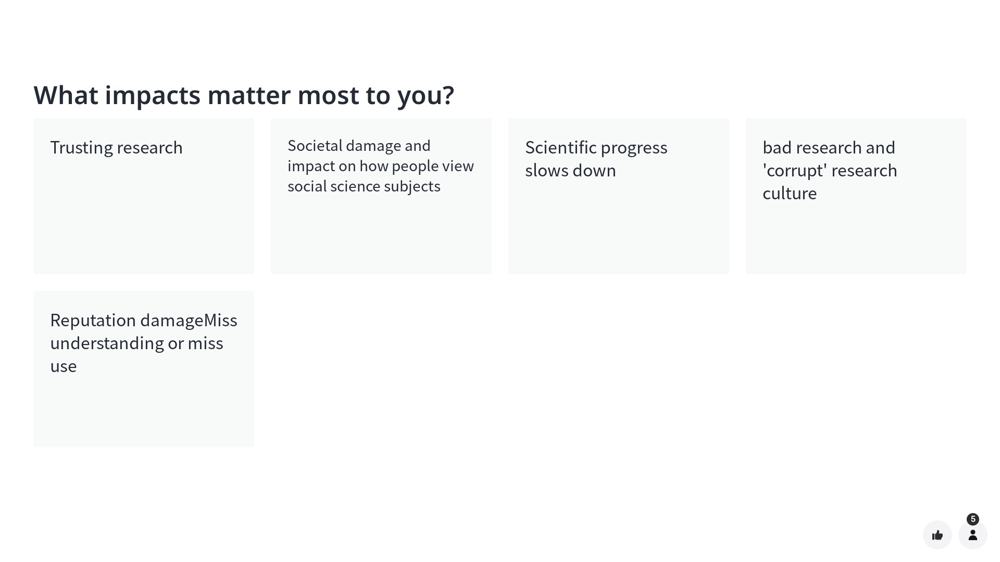 What impacts matter most to you?
Trusting research
Societal damage and
impact on how people view
social science subjects
Scientific progress
slows down
bad research and
'corrupt' research
culture
Reputation damageMiss
understanding or miss
use
5